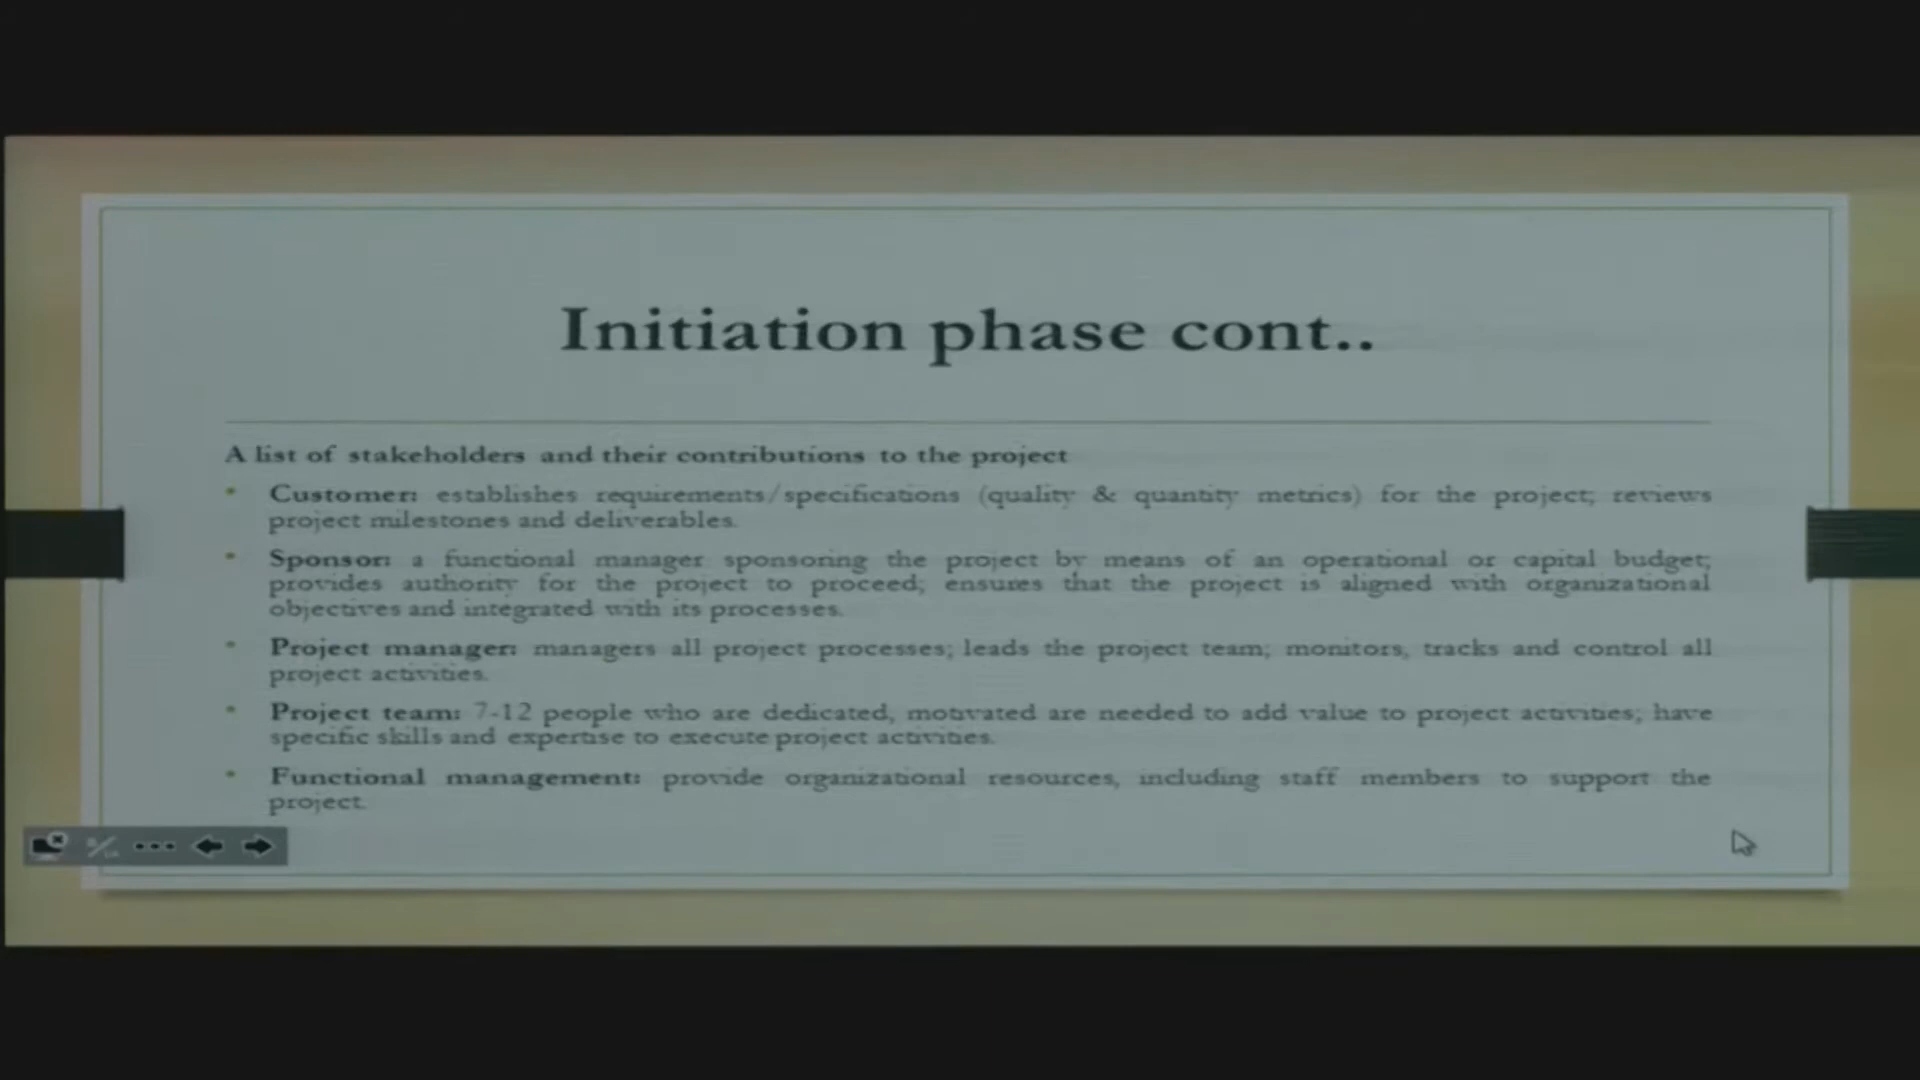 Initiation phase cont..
A list of stakeholders and their contributions to the project
• Customer: establishes requirements/specifications (quality & quantity metrics) for the project; reviews
project milestones and deliverables.
• Sponsor: a functional manager sponsoring the project by means of an operational or capital budget;
provides authority for the project to proceed; ensures that the project is aligned with organizational
objectives and integrated with its processes.
• Project manager: managers all project processes; leads the project team; monitors, tracks and control all
project activities.
• Project team: 7-12 people who are dedicated, motivated are needed to add value to project activities; have
specific skills and expertise to execute project activities.
• Functional management: provide organizational resources, including staff members to support the
project.